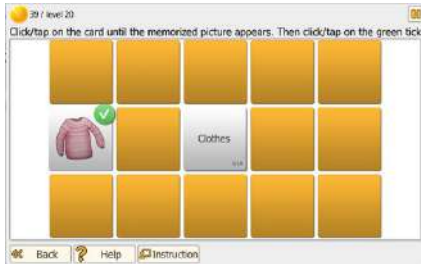 39 / level 20
Click/tap on the card until the memorized picture appears. Then click/tap on the green tick
Clothes
Back
Help
Instruction